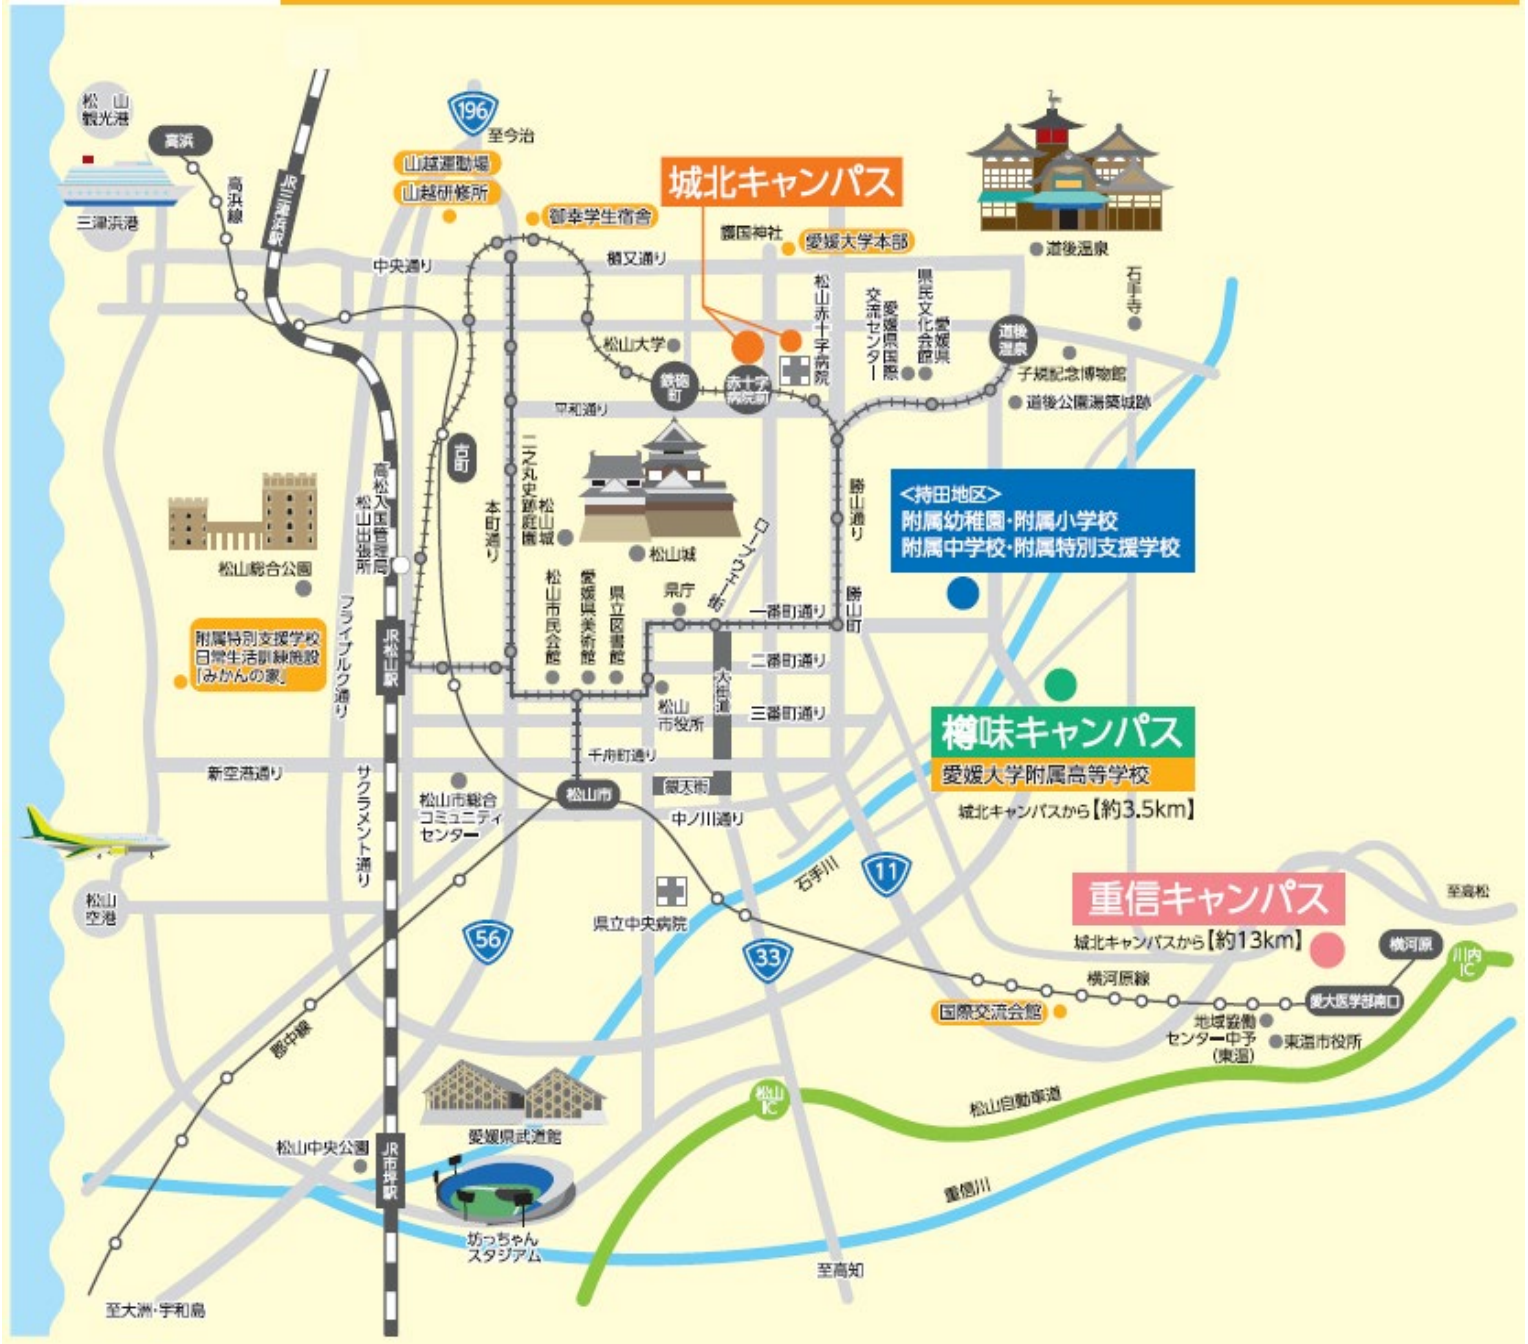 196
至今治
松山
観光港
高浜
山越運動場
山越研修所
城北キャンパス
高浜線
JR三津浜駅
三津浜港
御幸学生宿舎
護国神社
愛媛大学本部
道後温泉
中央通り
樋又通り
石手寺
松山赤十字病院
愛媛県国際
交流センター
愛媛県
県民文化会館
松山大学
道後
温泉
鉄砲
町
赤十字
病院前
子規記念博物館
道後公園湯築城跡
平和通り
古町
高松入国管理局
松山出張所
本町通り
松山城
二之丸史跡庭園
松山城
ロープウェー街
勝山通り
<持田地区>
附属幼稚園・附属小学校
附属中学校・附属特別支援学校
松山総合公園
松山市民会館
愛媛県美術館
県立図書館
県庁
一番町通り
勝山町
フライブルク通り
附属特別支援学校
日常生活訓練施設
「みかんの家」
JR松山駅
二番町通り
大街道
松山
市役所
三番町通り
樽味キャンパス
愛媛大学附属高等学校
城北キャンパスから【約3.5km】
新空港通り
サクラメント通り
千舟町通り
松山市総合
コミュニティ
センター
松山市
銀天街
中ノ川通り
石手川
11
松山
空港
県立中央病院
56
33
重信キャンパス
城北キャンパスから【約13km】
至高松
横河原
川内
IC
横河原線
愛大医学部南口
国際交流会館
地域協働
センター中予
(東温)
東温市役所
郡中線
松山
IC
松山自動車道
愛媛県武道館
松山中央公園
JR市坪駅
重信川
坊っちゃん
スタジアム
至高知
至大洲・宇和島